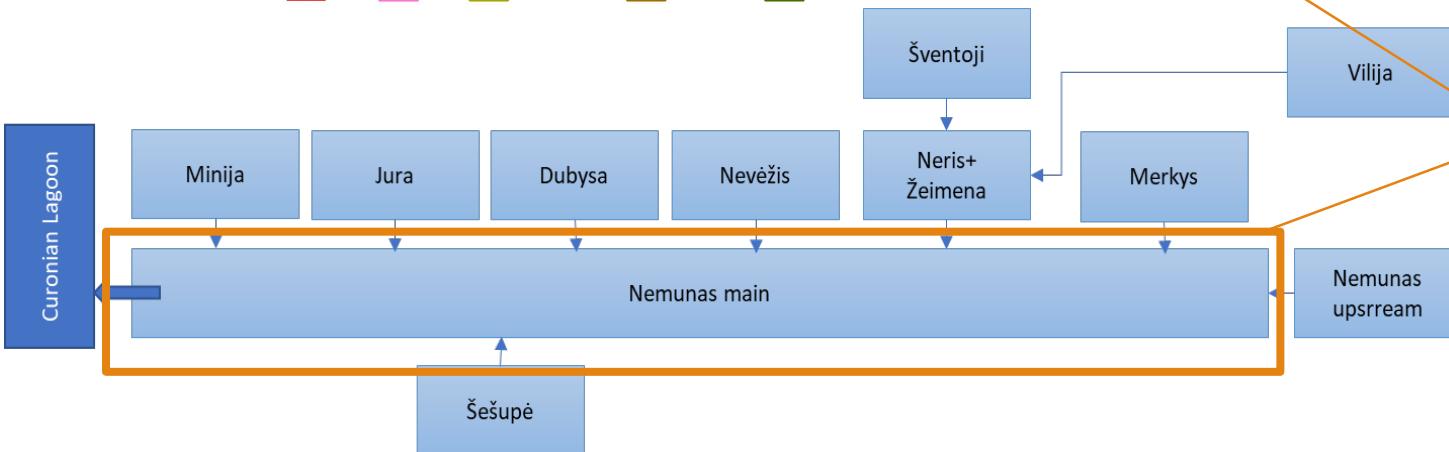 Šventoji
Vilija
Curonian Lagoon
Minija
Jura
Dubysa
Nevėžis
Neris+
Žeimena
Merkys
Nemunas main
Nemunas
upsrream
Šešupė